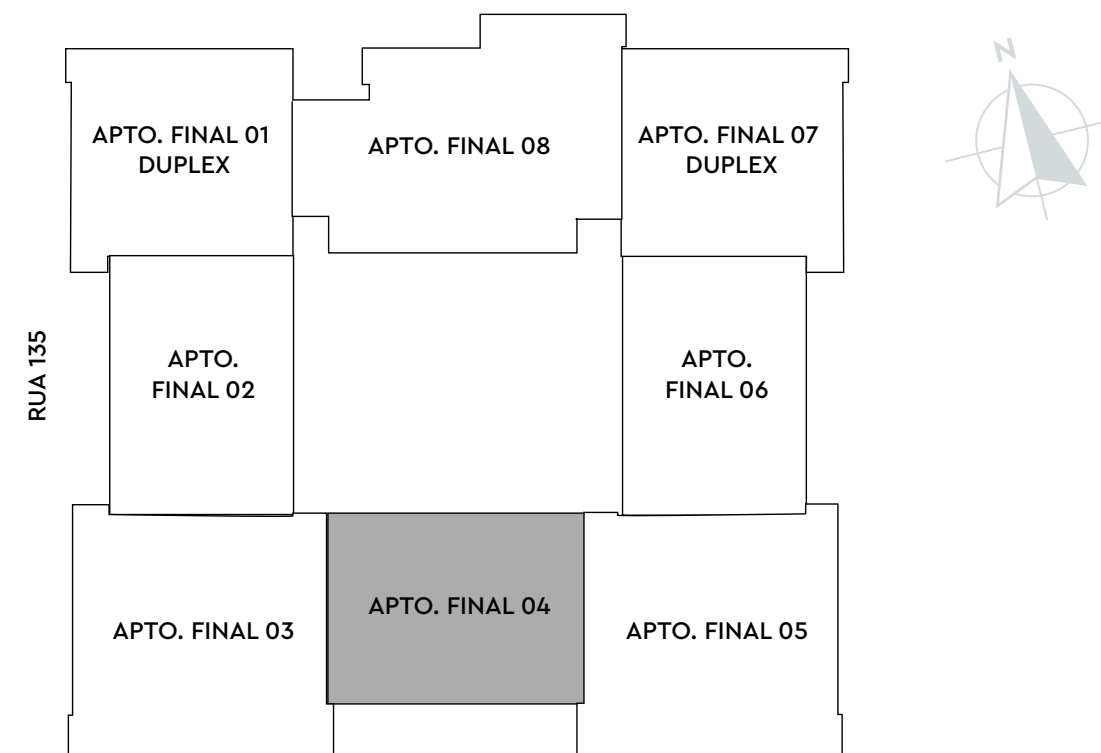 N
APTO. FINAL 01
DUPLEX
APTO. FINAL 08
APTO. FINAL 07
DUPLEX
RUA 135
APTO.
FINAL 02
APTO.
FINAL 06
APTO. FINAL 03
APTO. FINAL 04
APTO. FINAL 05